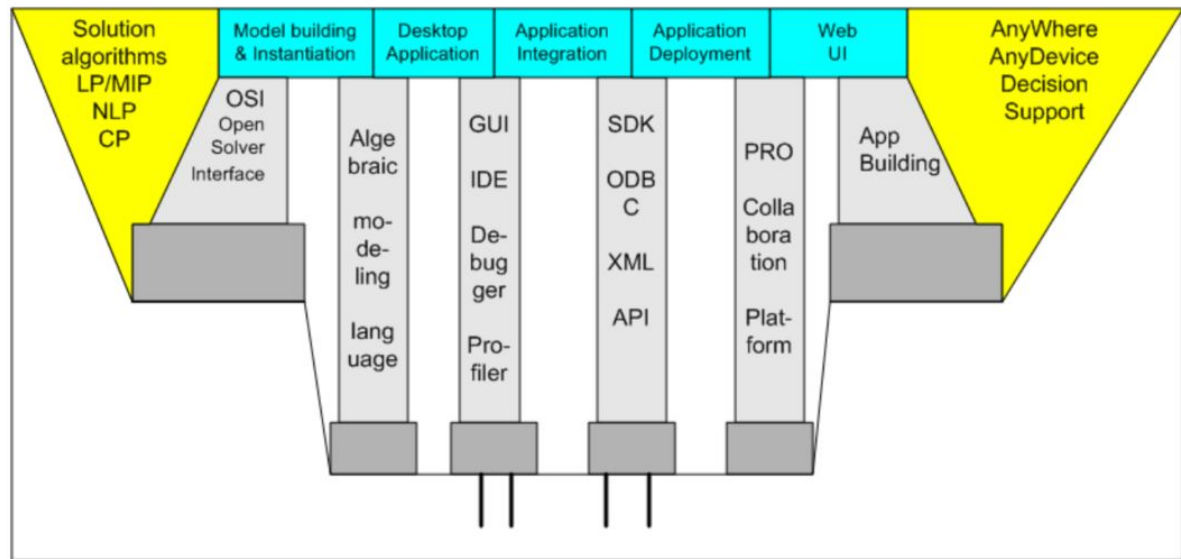 Solution
algorithms
LP/MIP
NLP
CP
Model building
& Instantiation
Desktop
Application
Application
Integration
Application
Deployment
Web
UI
AnyWhere
AnyDevice
Decision
Support
OSI
Open
Solver
Interface
Alge
braic
mo-
de-
ling
lang
uage
GUI
IDE
De-
bugg
ger
Pro-
filer
SDK
ODB
C
XML
API
PRO
Colla
bora
tion
Plat-
form
App
Building